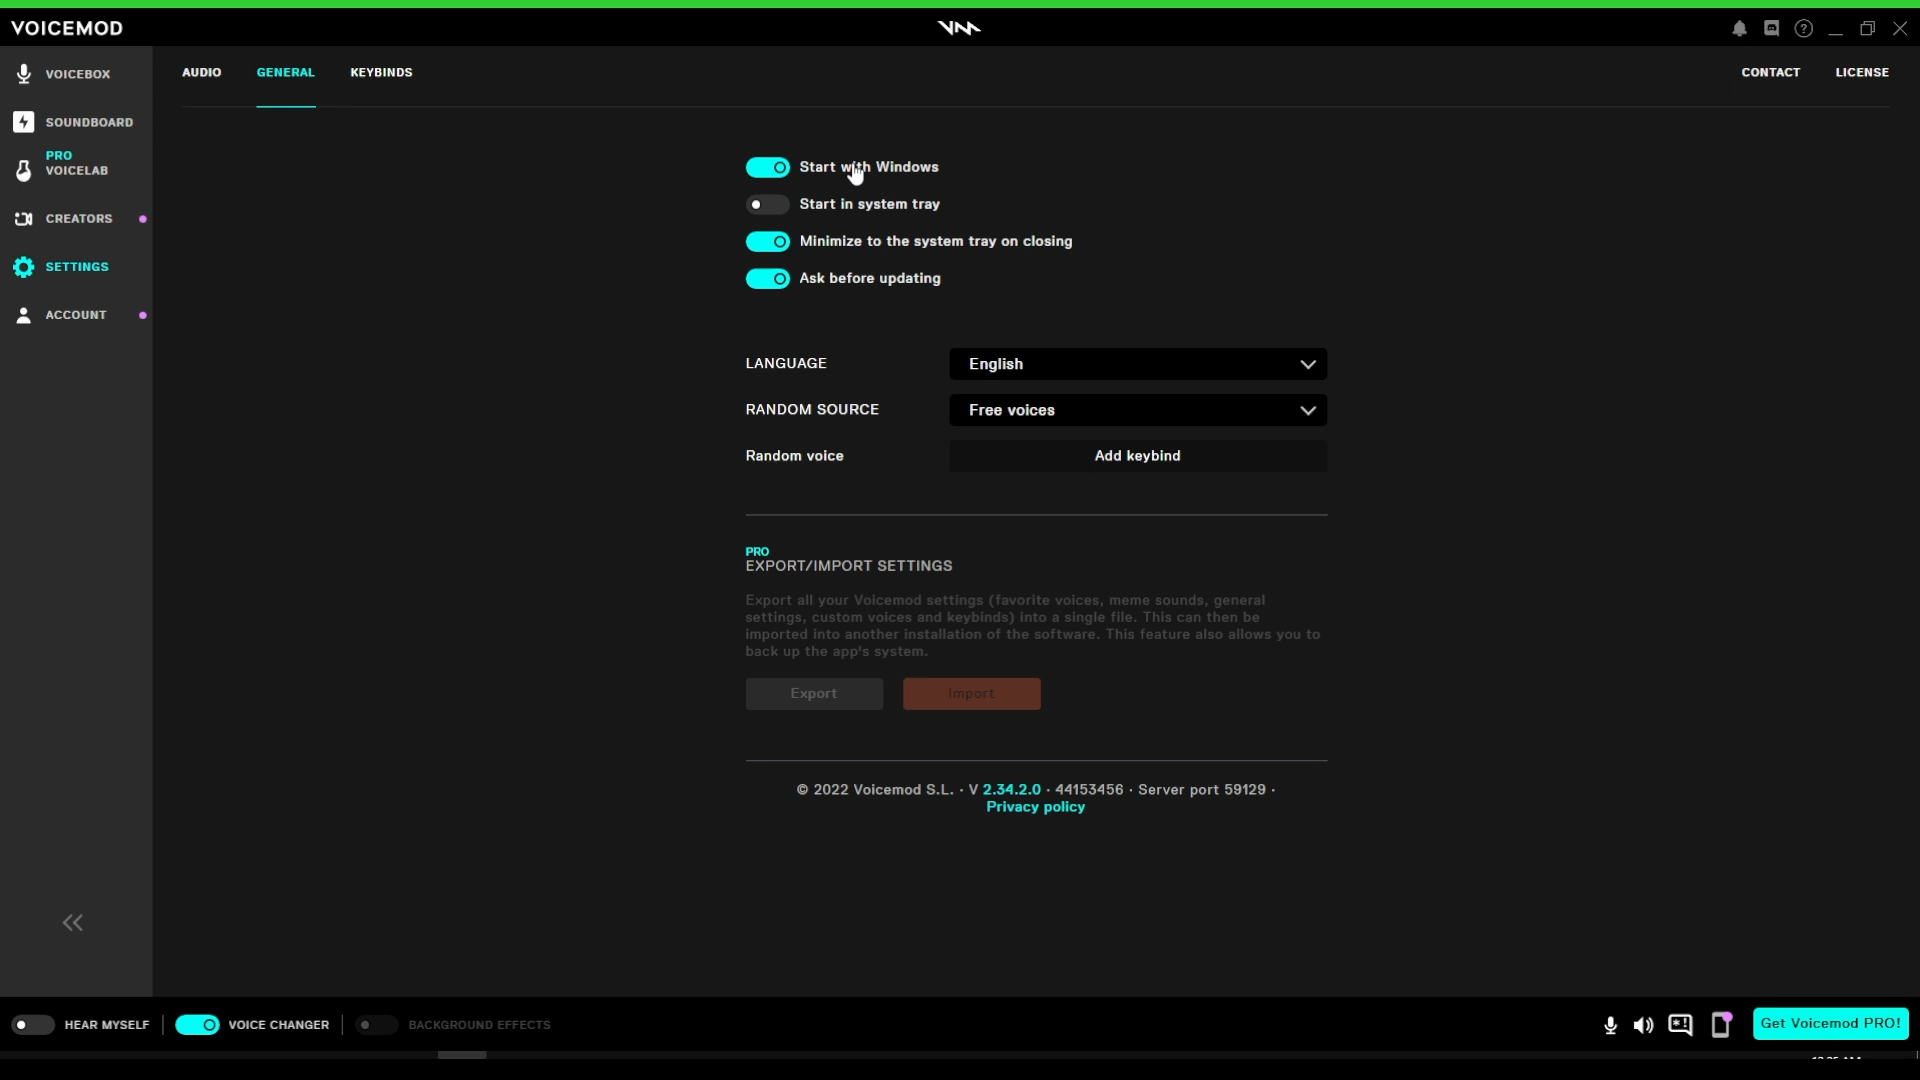 VOICEMOD
VOICEBOX
SOUNDBOARD
PRO
VOICELAB
CREATORS
SETTINGS
ACCOUNT
AUDIO
GENERAL
KEYBINDS
CONTACT
LICENSE
Start with Windows
Start in system tray
Minimize to the system tray on closing
Ask before updating
LANGUAGE
English
RANDOM SOURCE
Free voices
Random voice
Add keybind
PRO
EXPORT/IMPORT SETTINGS
Export all your Voicemod settings (favorite voices, meme sounds, general
settings, custom voices and keybinds) into a single file. This can then be
imported into another installation of the software. This feature also allows you to
back up the app's system.
Export
Import
© 2022 Voicemod S.L. · V 2.34.2.0 · 44153456 · Server port 59129 ·
Privacy policy
HEAR MYSELF
VOICE CHANGER
BACKGROUND EFFECTS
Get Voicemod PRO!